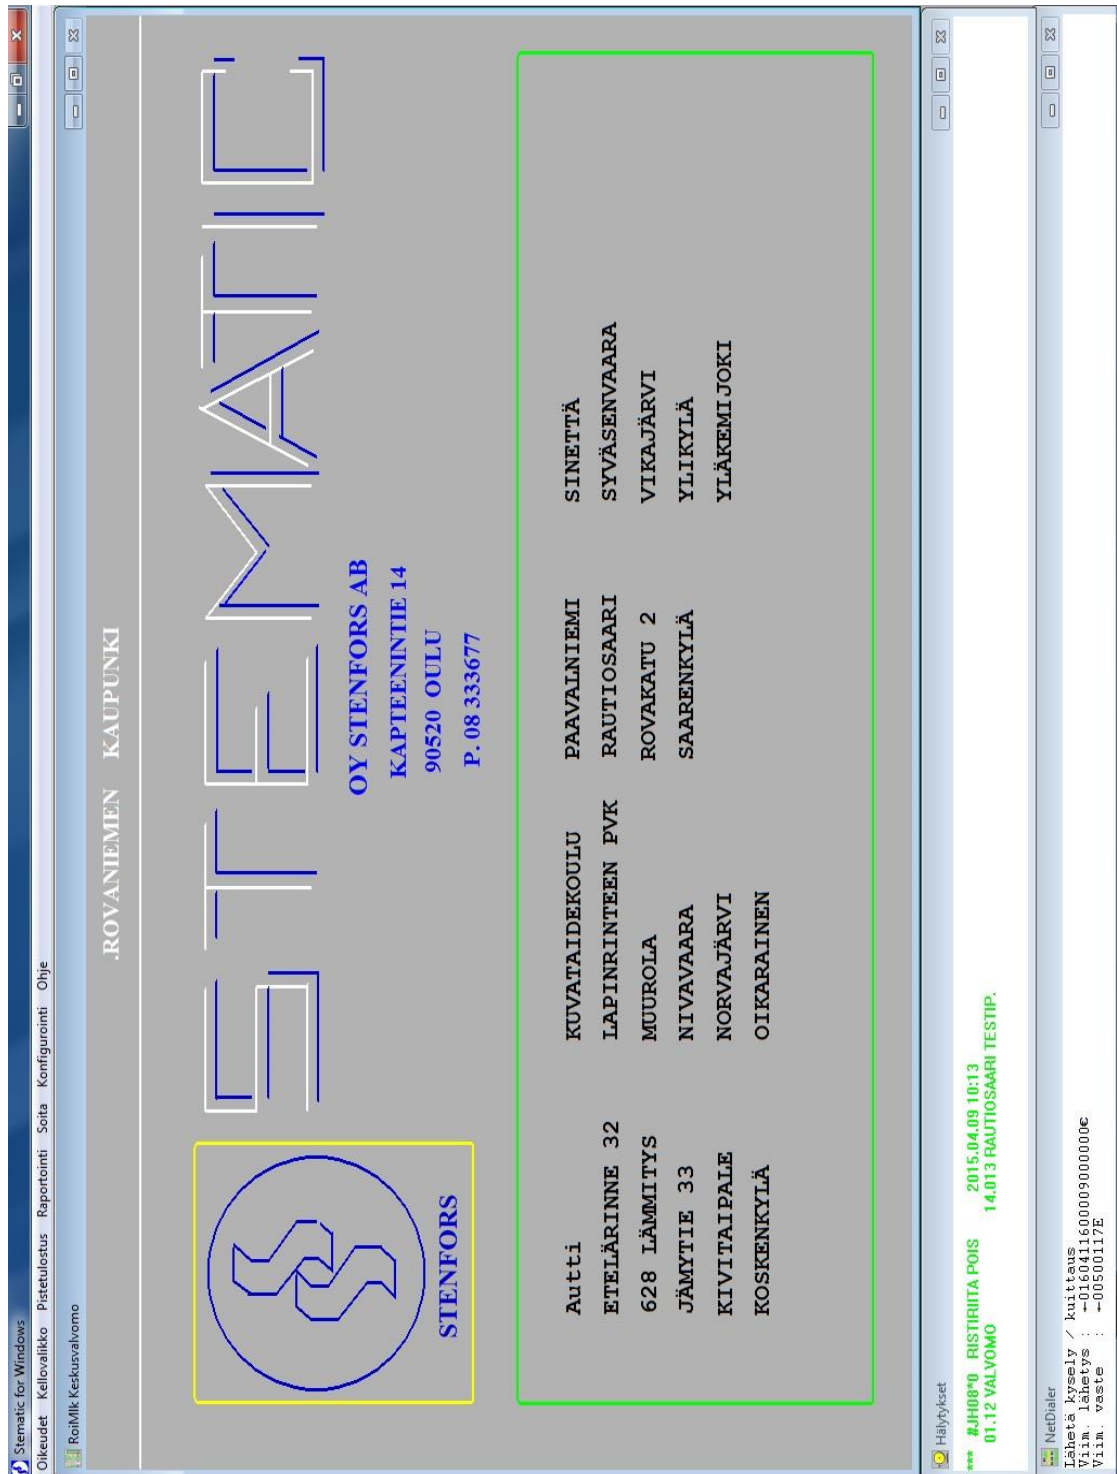 Stematic for Windows
Oikeudet Kellovalikko Pistetulostus Raportointi Soita Konfigurointi Ohje
RoiMlk Keskusvalvomo
.ROVANIEMEN KAUPUNKI
STEMATIC
STENFORS
OY STENFORS AB
KAPTEENINTIE 14
90520 OULU
P. 08 333677
Autti KUVATAIDEKOULU PAAVALNIEMI SINETTÄ
ETELÄRINNE 32 LAPINRINTEEN PVK RAUTIOSAARI SYVÄSENVAARA
628 LÄMMITYS MUUROLA ROVAKATU 2 VIKAJÄRVI
JÄMYTIE 33 NIVAVAARA SAARENKYLÄ YLIKYLÄ
KIVITAIPALE NORVAJÄRVI YLÄKEMIJOKI
KOSKENKYLÄ OIKARAINEN
Hälytykset
*** #JH08*0 RISTIRIITA POIS 2015.04.09 10:13
01.12 VALVOMO 14.013 RAUTIOSAARI TESTIP.
NetDialer
Lähetä kysely / kuittaus
Viim. lähetys : ←01604116000009000000€
Viim. vaste : ←00500117E